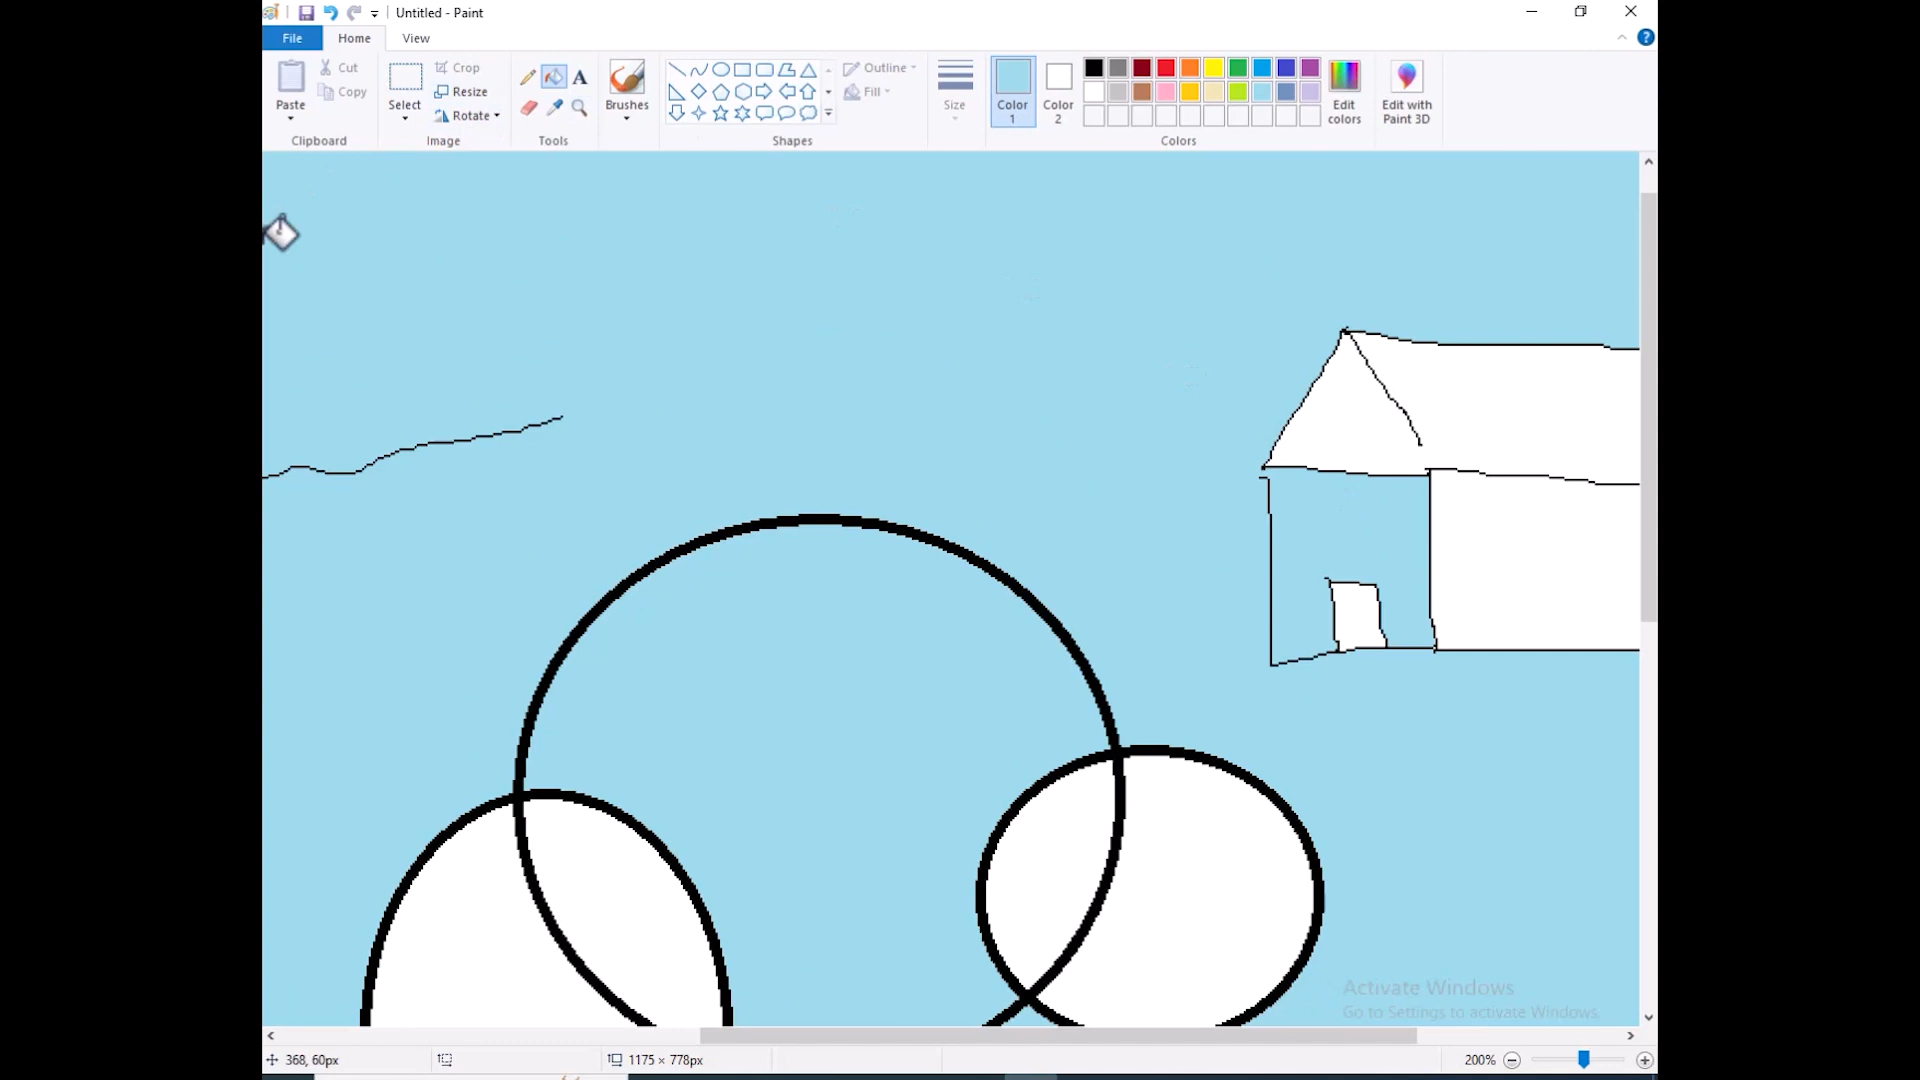 Untitled - Paint
File Home View
Paste
Cut
Copy
Clipboard
Select
Crop
Resize
Rotate
Image
A
Tools
Brushes
Shapes
Outline
Fill
Size
Color 1
Color 2
Edit colors
Colors
Edit with Paint 3D
?
Activate Windows
Go to Settings to activate Windows.
368, 60px
1175 × 778px
200%